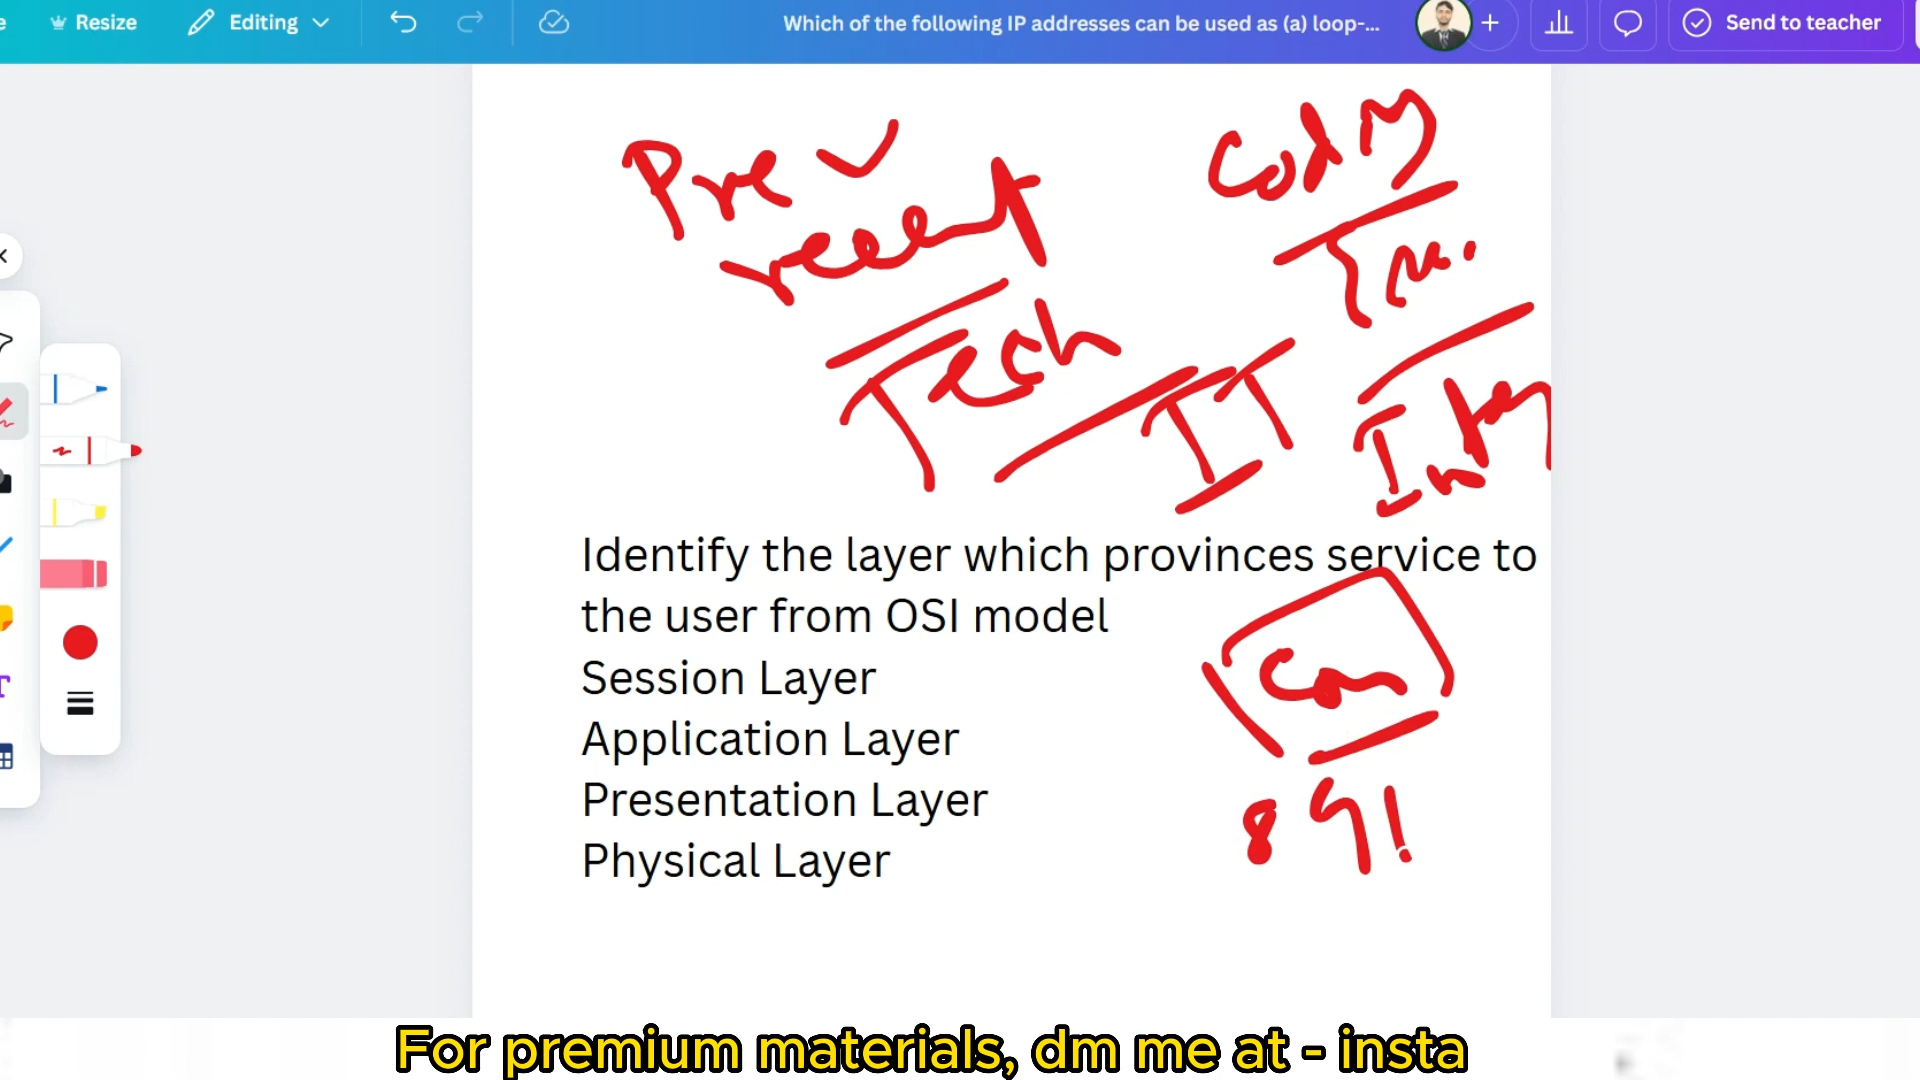 Resize
Editing
Which of the following IP addresses can be used as (a) loop-...
Send to teacher
Pre
recent
Tech
IT
Identify the layer which provinces service to
the user from OSI model
Session Layer
Application Layer
Presentation Layer
Physical Layer
For premium materials, dm me at - insta